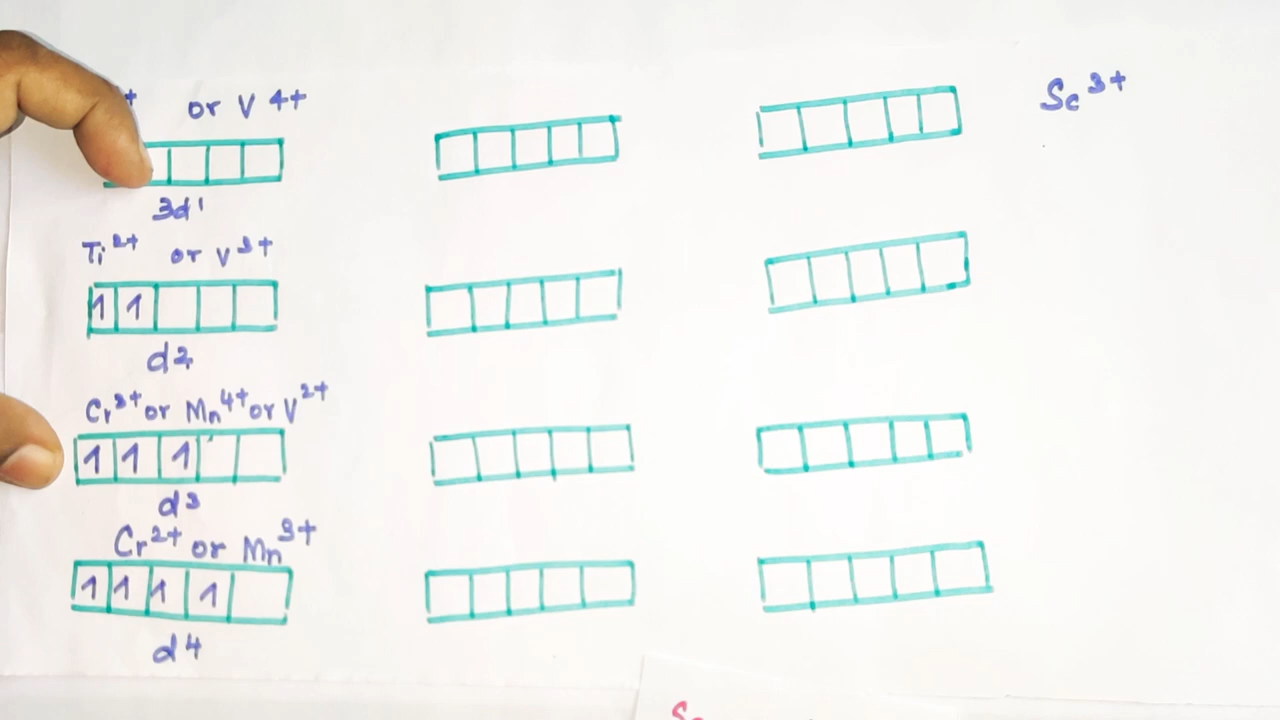 or V 4+
Sc 3+
3d1
Ti 2+ or V 3+
1 1
d2
Cr 3+ or Mn 4+ or V 2+
1 1 1
d3
Cr 2+ or Mn 3+
1 1 1 1
d4